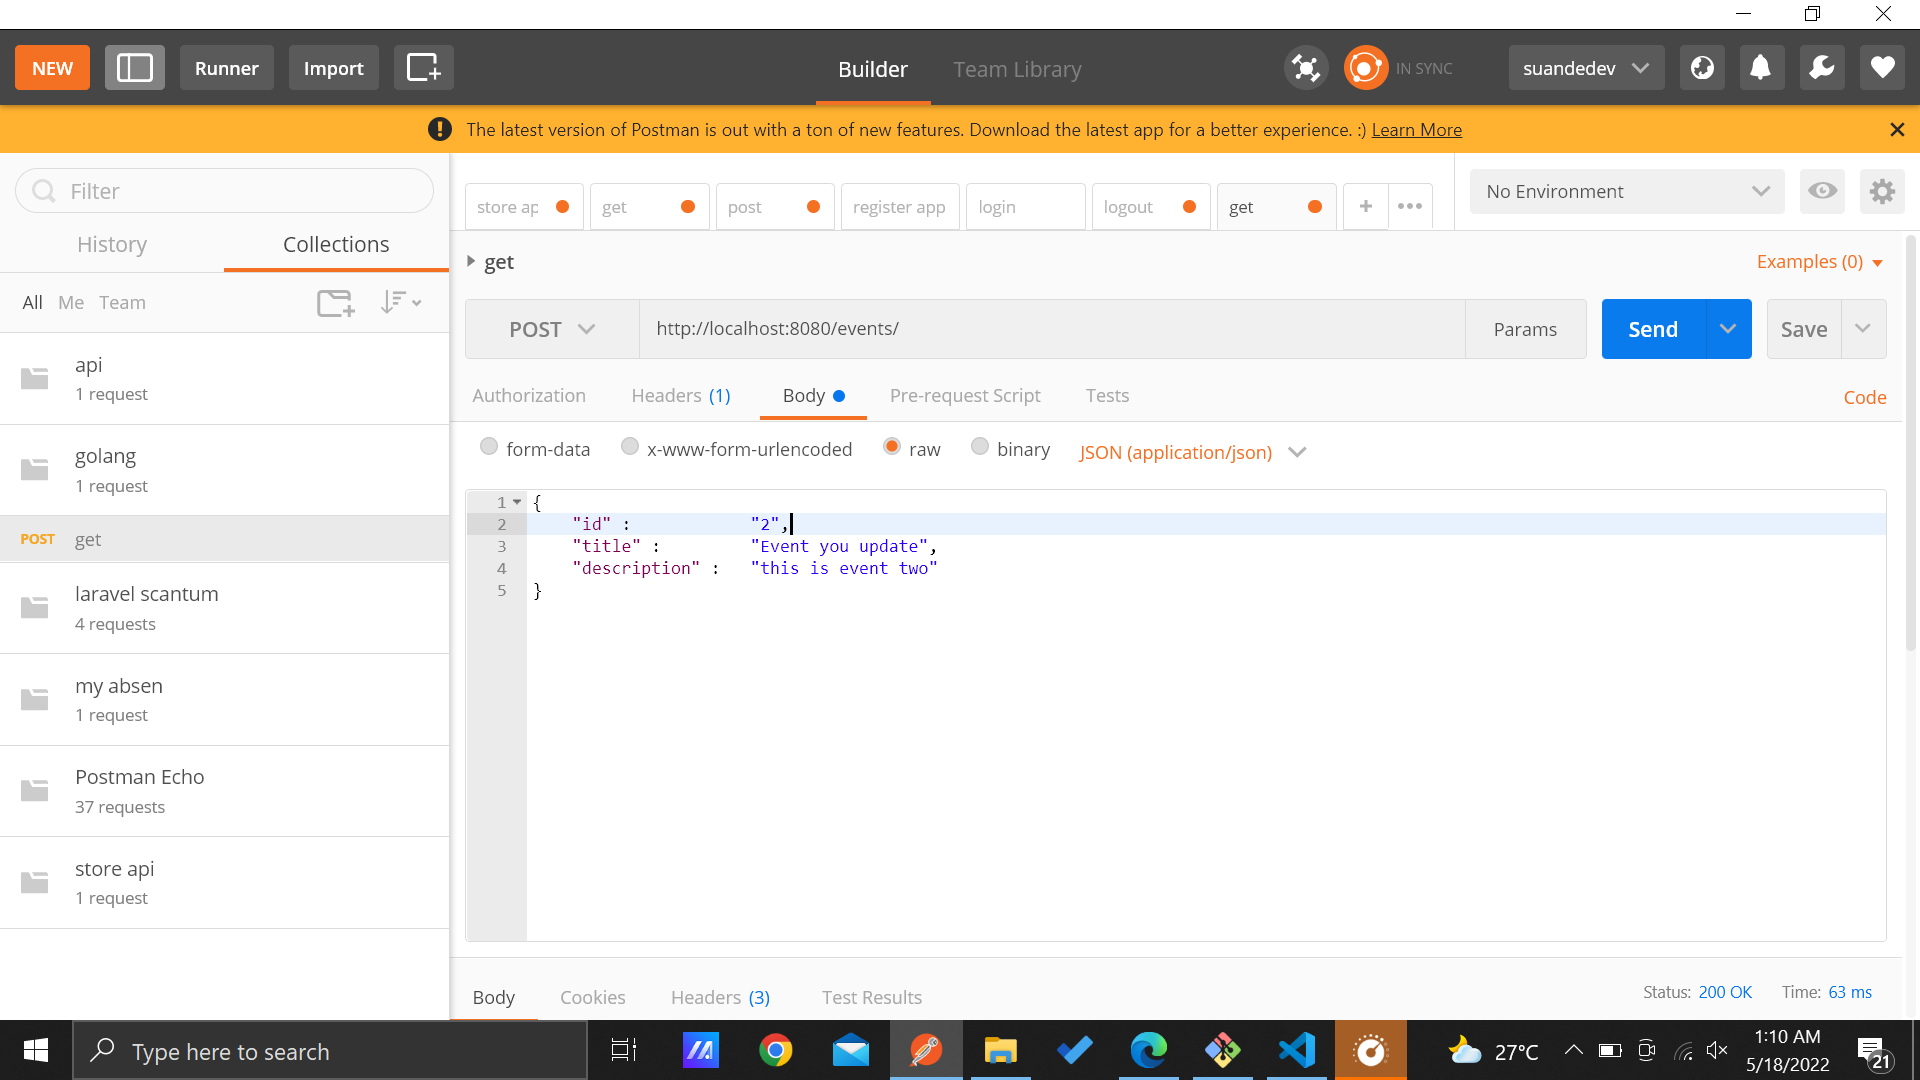 NEW
Runner
Import
Builder
Team Library
IN SYNC
suandedev
The latest version of Postman is out with a ton of new features. Download the latest app for a better experience. :) Learn More
Filter
History
Collections
All Me Team
api
1 request
golang
1 request
POST get
laravel scantum
4 requests
my absen
1 request
Postman Echo
37 requests
store api
1 request
store ap
get
post
register app
login
logout
get
No Environment
get
Examples (0)
POST
http://localhost:8080/events/
Params
Send
Save
Authorization
Headers (1)
Body
Pre-request Script
Tests
Code
form-data
x-www-form-urlencoded
raw
binary
JSON (application/json)
1 {
2 "id" : "2",
3 "title" : "Event you update",
4 "description" : "this is event two"
5 }
Body
Cookies
Headers (3)
Test Results
Status: 200 OK
Time: 63 ms
Type here to search
27°C
1:10 AM
5/18/2022
21